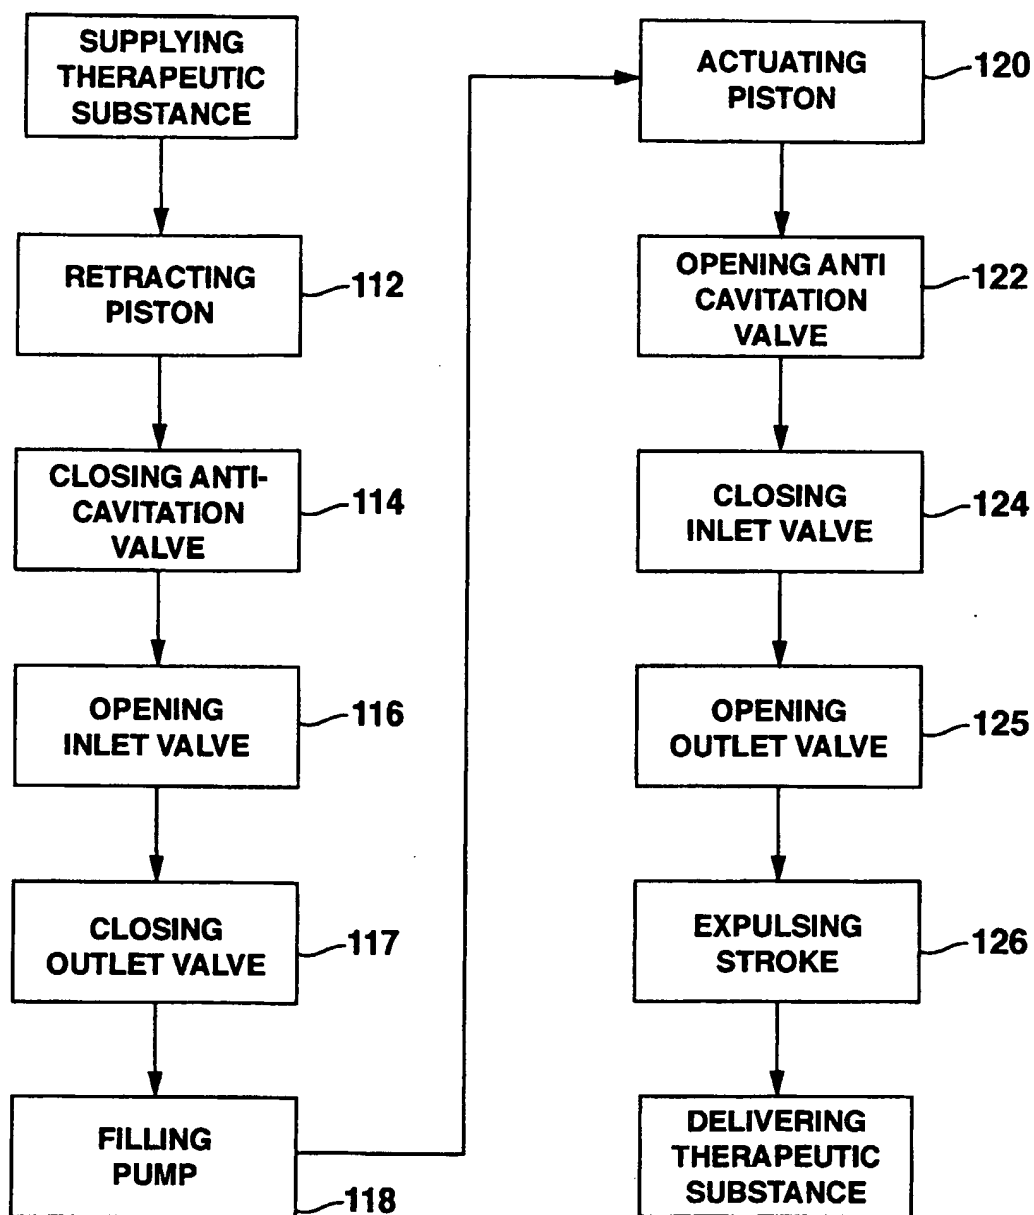 SUPPLYING
THERAPEUTIC
SUBSTANCE
RETRACTING
PISTON
112
CLOSING ANTI-
CAVITATION
VALVE
114
OPENING
INLET VALVE
116
CLOSING
OUTLET VALVE
117
FILLING
PUMP
118
ACTUATING
PISTON
120
OPENING ANTI
CAVITATION
VALVE
122
CLOSING
INLET VALVE
124
OPENING
OUTLET VALVE
125
EXPULSING
STROKE
126
DELIVERING
THERAPEUTIC
SUBSTANCE